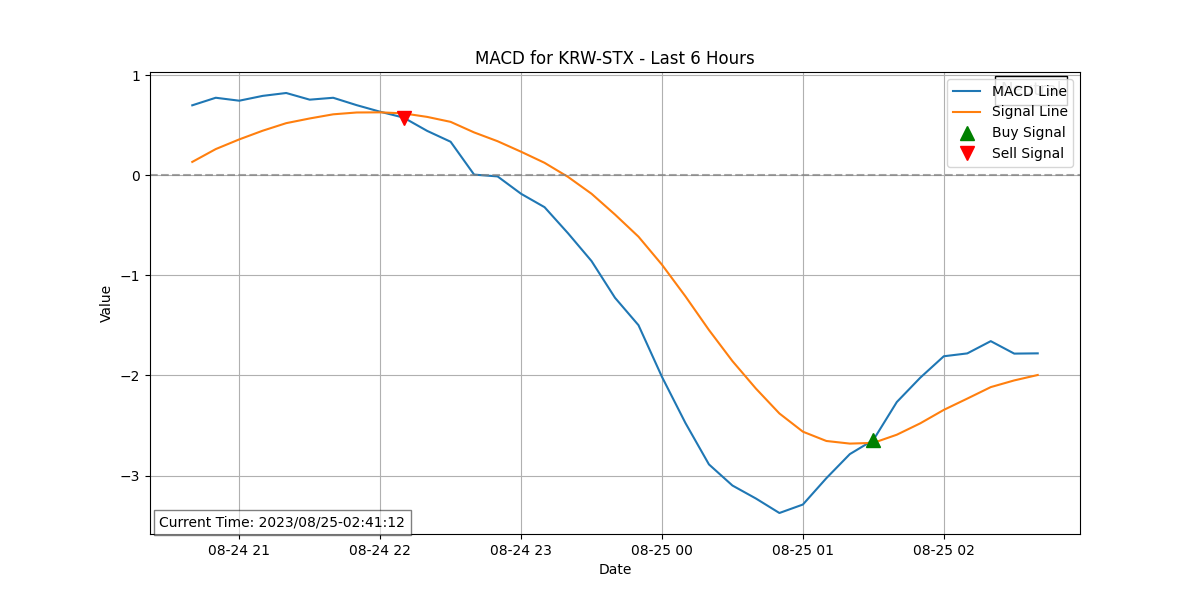 MACD for KRW-STX - Last 6 Hours
MACD Line
Signal Line
Buy Signal
Sell Signal
1
0
−1
−2
−3
Value
Current Time: 2023/08/25-02:41:12
08-24 21
08-24 22
08-24 23
08-25 00
08-25 01
08-25 02
Date